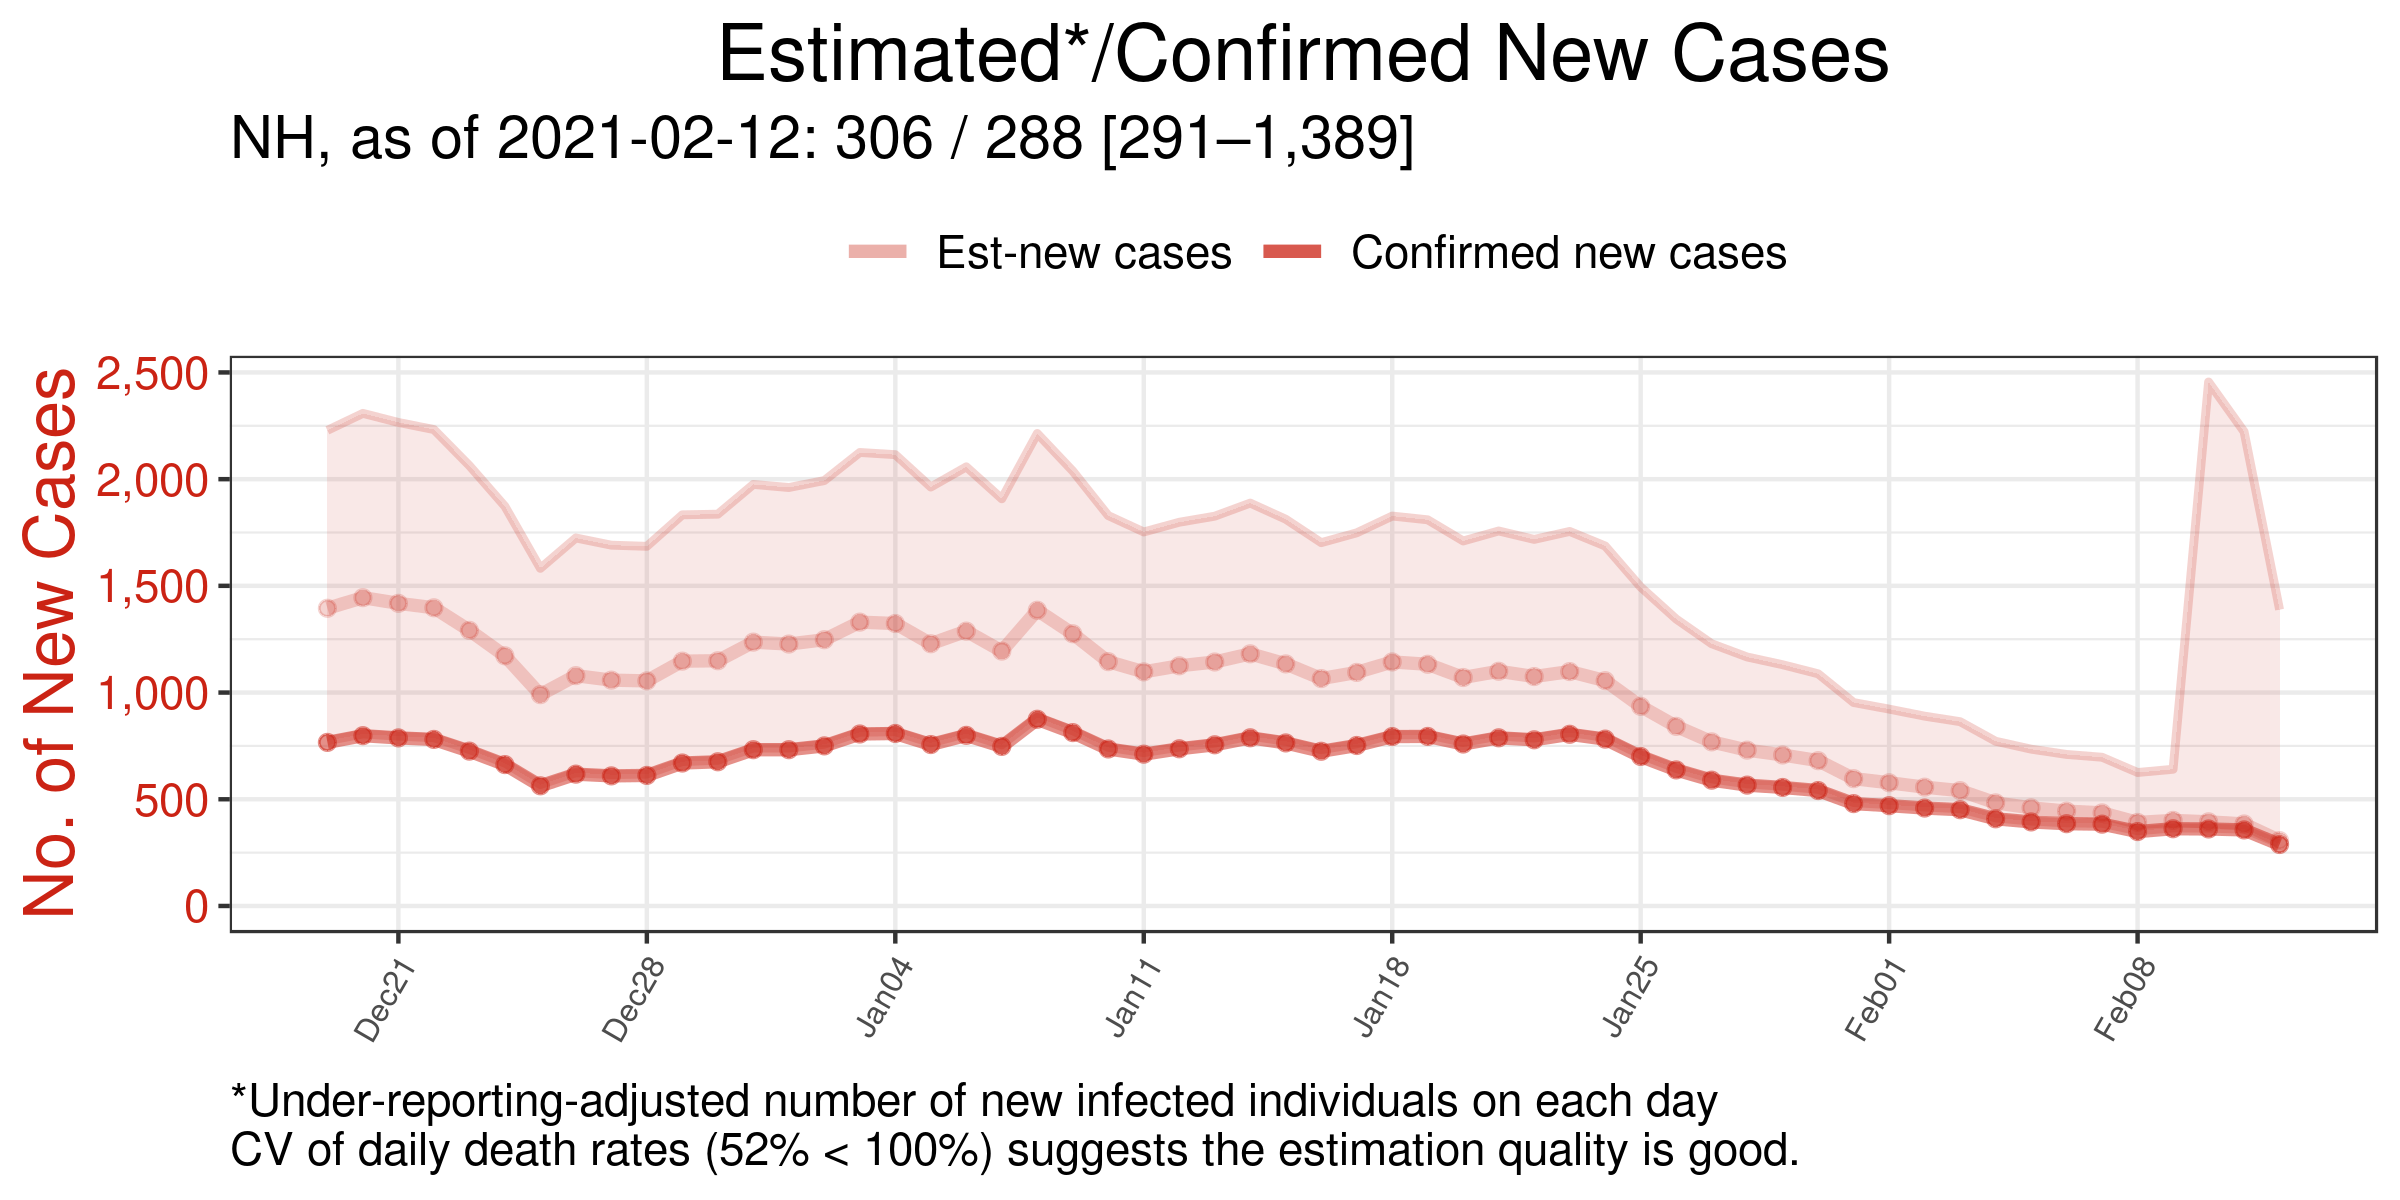 Estimated*/Confirmed New Cases
NH, as of 2021-02-12: 306 / 288 [291–1,389]
Est-new cases
Confirmed new cases
No. of New Cases
2,500
2,000
1,500
1,000
500
0
Dec21
Dec28
Jan04
Jan11
Jan18
Jan25
Feb01
Feb08
*Under-reporting-adjusted number of new infected individuals on each day
CV of daily death rates (52% < 100%) suggests the estimation quality is good.